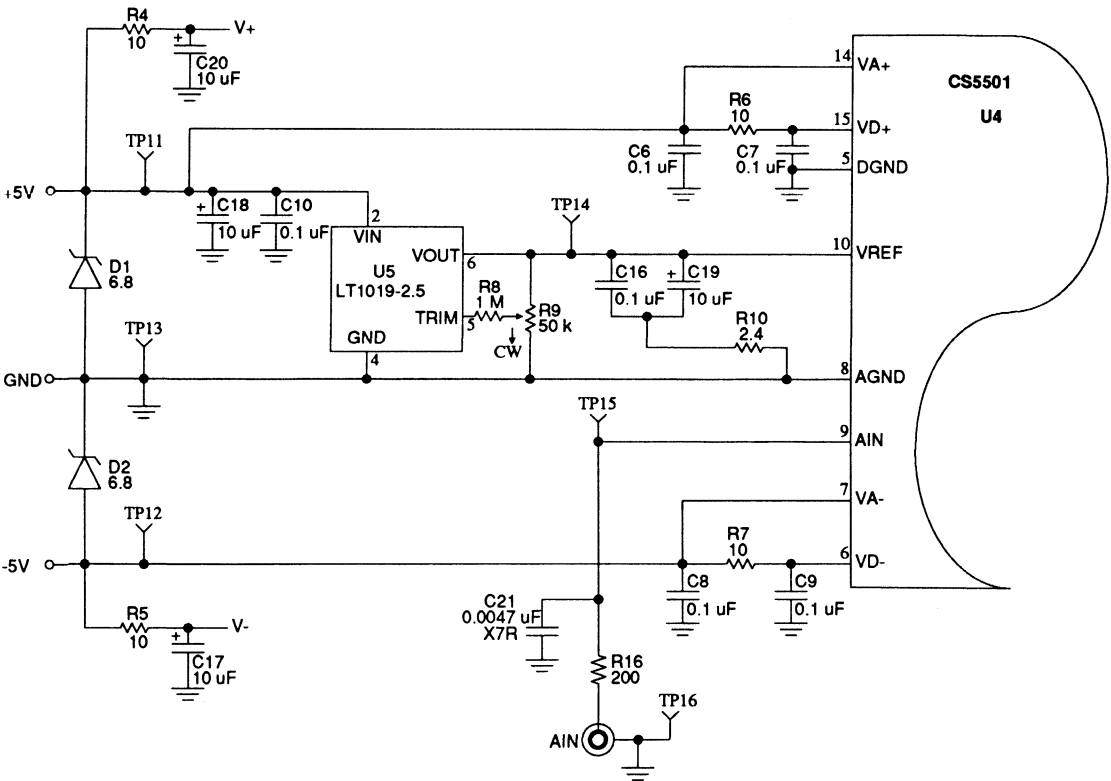 R4
10
V+
+
C20
10 uF
14
VA+
CS5501
U4
R6
10
15
VD+
TP11
C6
0.1 uF
C7
0.1 uF
5
DGND
+5V
+
C18
10 uF
C10
0.1 uF
2
VIN
TP14
10
VREF
VOUT
6
U5
LT1019-2.5
D1
6.8
R8
1 M
C16
0.1 uF
+
C19
10 uF
R9
50 k
TRIM
5
R10
2.4
TP13
GND
CW
4
GND
8
AGND
TP15
9
AIN
D2
6.8
7
VA-
TP12
R7
10
-5V
6
VD-
C8
0.1 uF
C9
0.1 uF
R5
10
V-
+
C17
10 uF
C21
0.0047 uF
X7R
R16
200
TP16
AIN